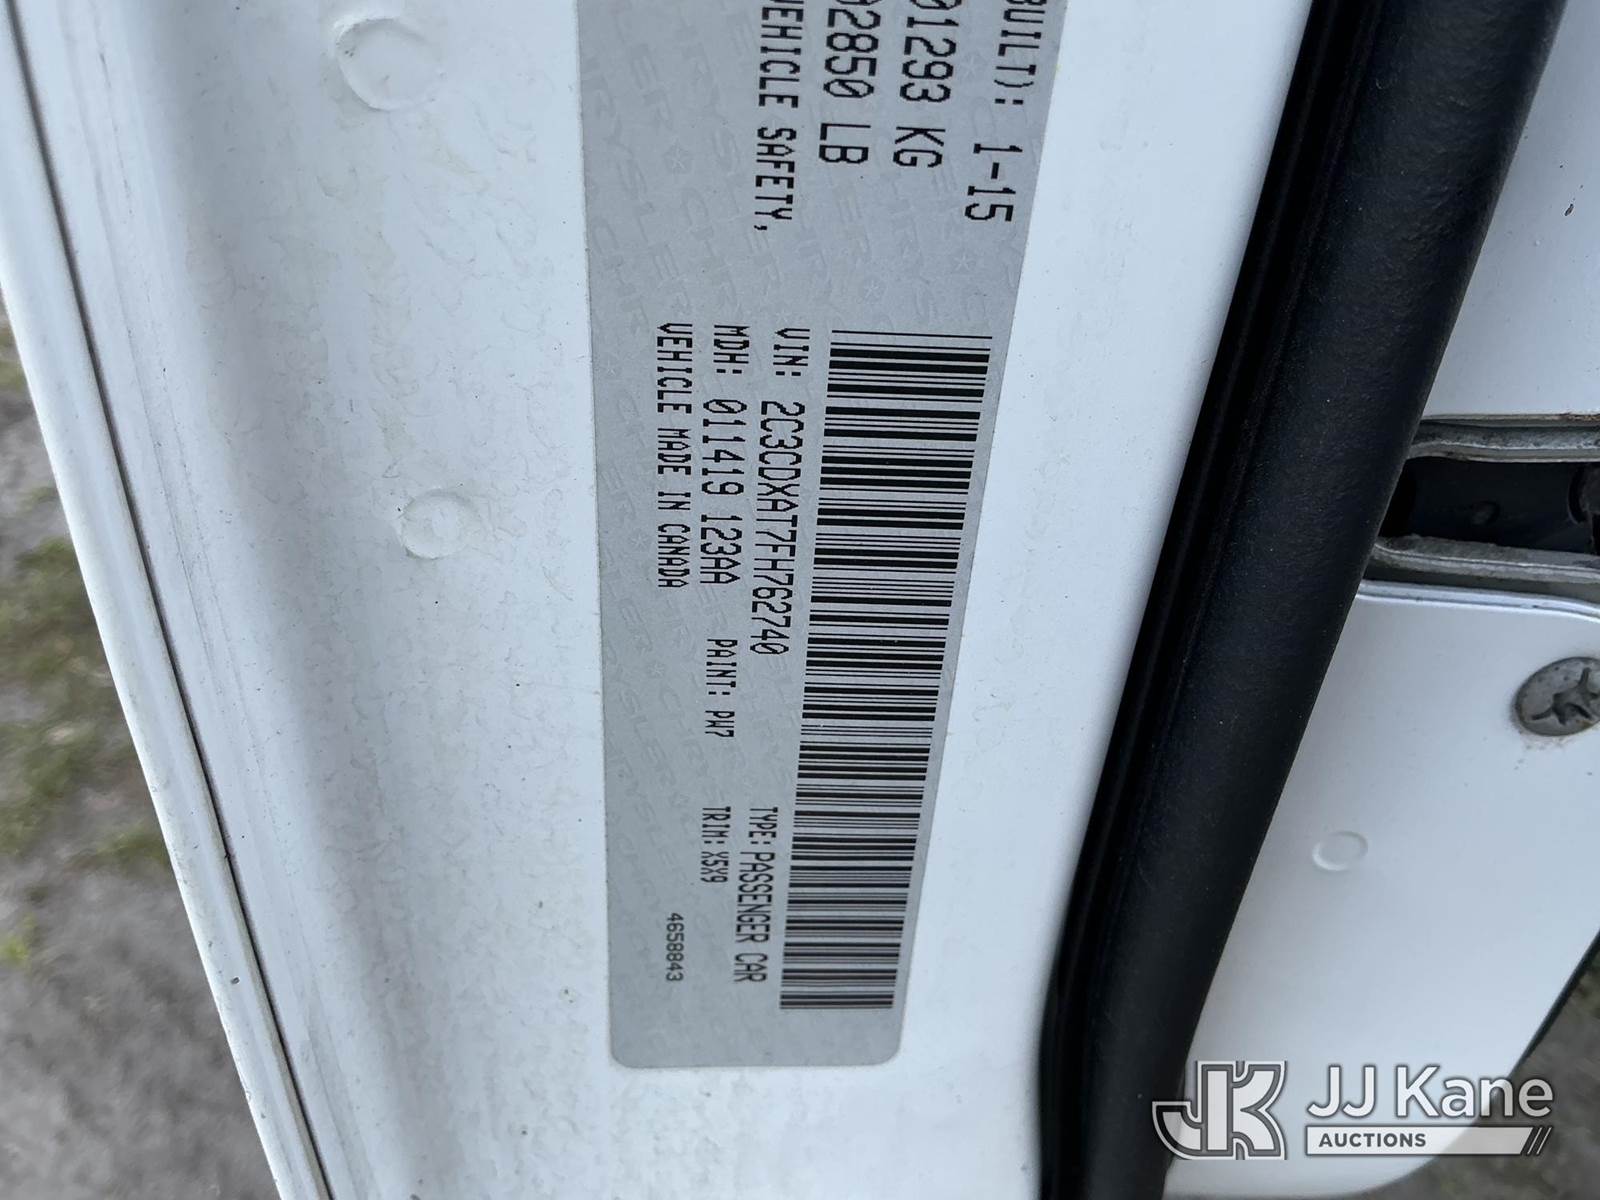 BUILT): 1-15
01293 KG
02850 LB
VEHICLE SAFETY,
VIN: 2C3CDXAT7FH762740
TYPE: PASSENGER CAR
MDH: 011419 123AA
PAINT: PW7
TRIM: X5X9
VEHICLE MADE IN CANADA
4658843
JK JJ Kane
AUCTIONS